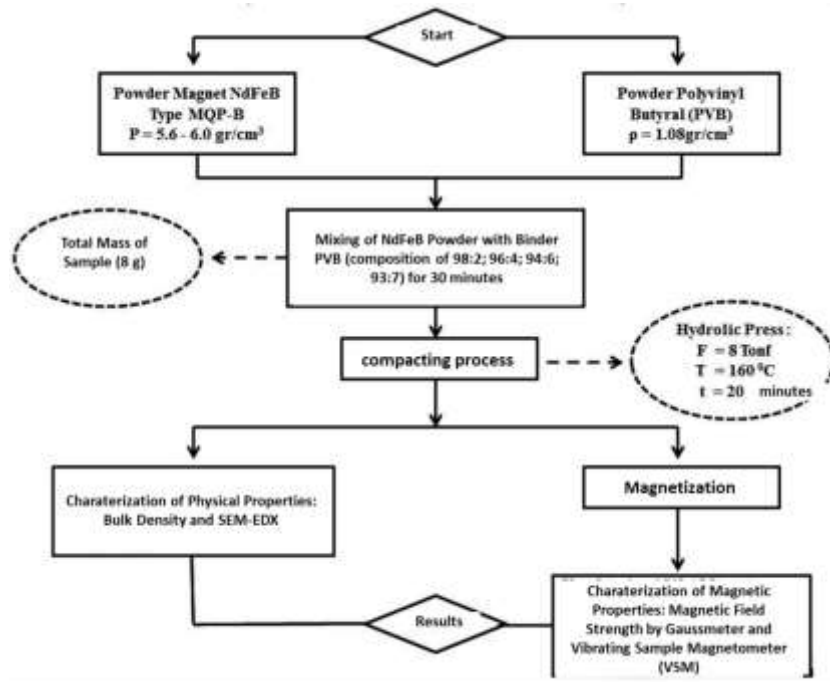 Start
Powder Magnet NdFeB
Type MQP-B
P = 5.6 - 6.0 gr/cm³
Powder Polyvinyl
Butyral (PVB)
ρ = 1.08gr/cm³
Total Mass of
Sample (8 g)
Mixing of NdFeB Powder with Binder
PVB (composition of 98:2; 96:4; 94:6;
93:7) for 30 minutes
Hydrolic Press :
F = 8 Tonf
T = 160 ⁰C
t = 20 minutes
compacting process
Charaterization of Physical Properties:
Bulk Density and SEM-EDX
Magnetization
Charaterization of Magnetic
Properties: Magnetic Field
Strength by Gaussmeter and
Vibrating Sample Magnetometer
(VSM)
Results